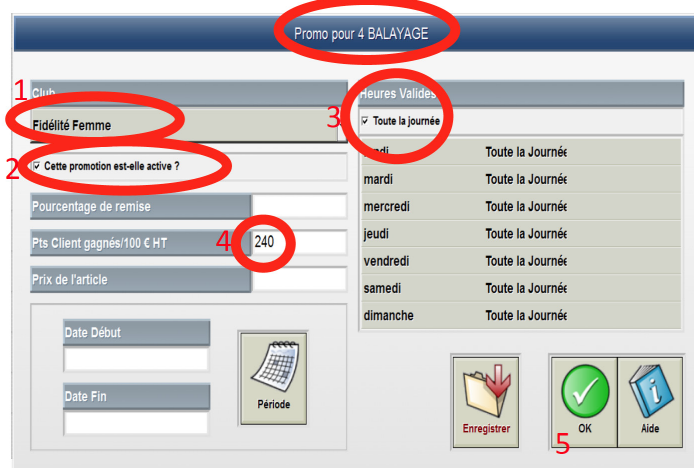 Promo pour 4 BALAYAGE
1
Club
Fidélité Femme
2
Cette promotion est-elle active ?
Pourcentage de remise
Pts Client gagnés/100 € HT
4
240
Prix de l'article
Date Début
Date Fin
Période
Heures Valides
3
Toute la journée
lundi Toute la Journée
mardi Toute la Journée
mercredi Toute la Journée
jeudi Toute la Journée
vendredi Toute la Journée
samedi Toute la Journée
dimanche Toute la Journée
Enregistrer
5
OK
Aide